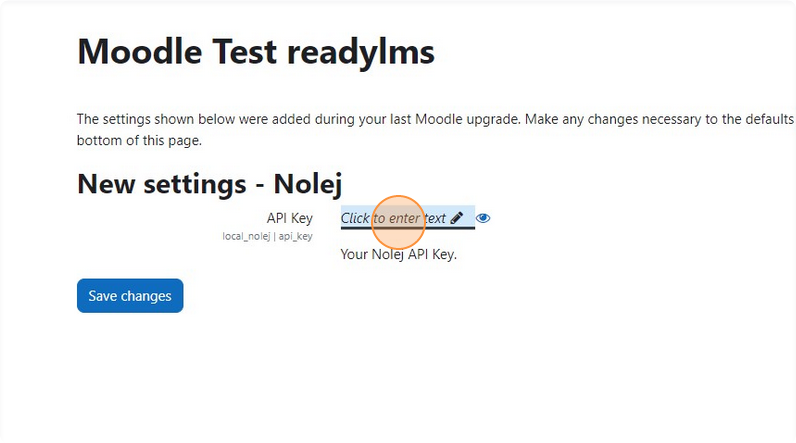 Moodle Test readylms
The settings shown below were added during your last Moodle upgrade. Make any changes necessary to the defaults
bottom of this page.
New settings - Nolej
API Key
Click to enter text
local_nolej | api_key
Your Nolej API Key.
Save changes